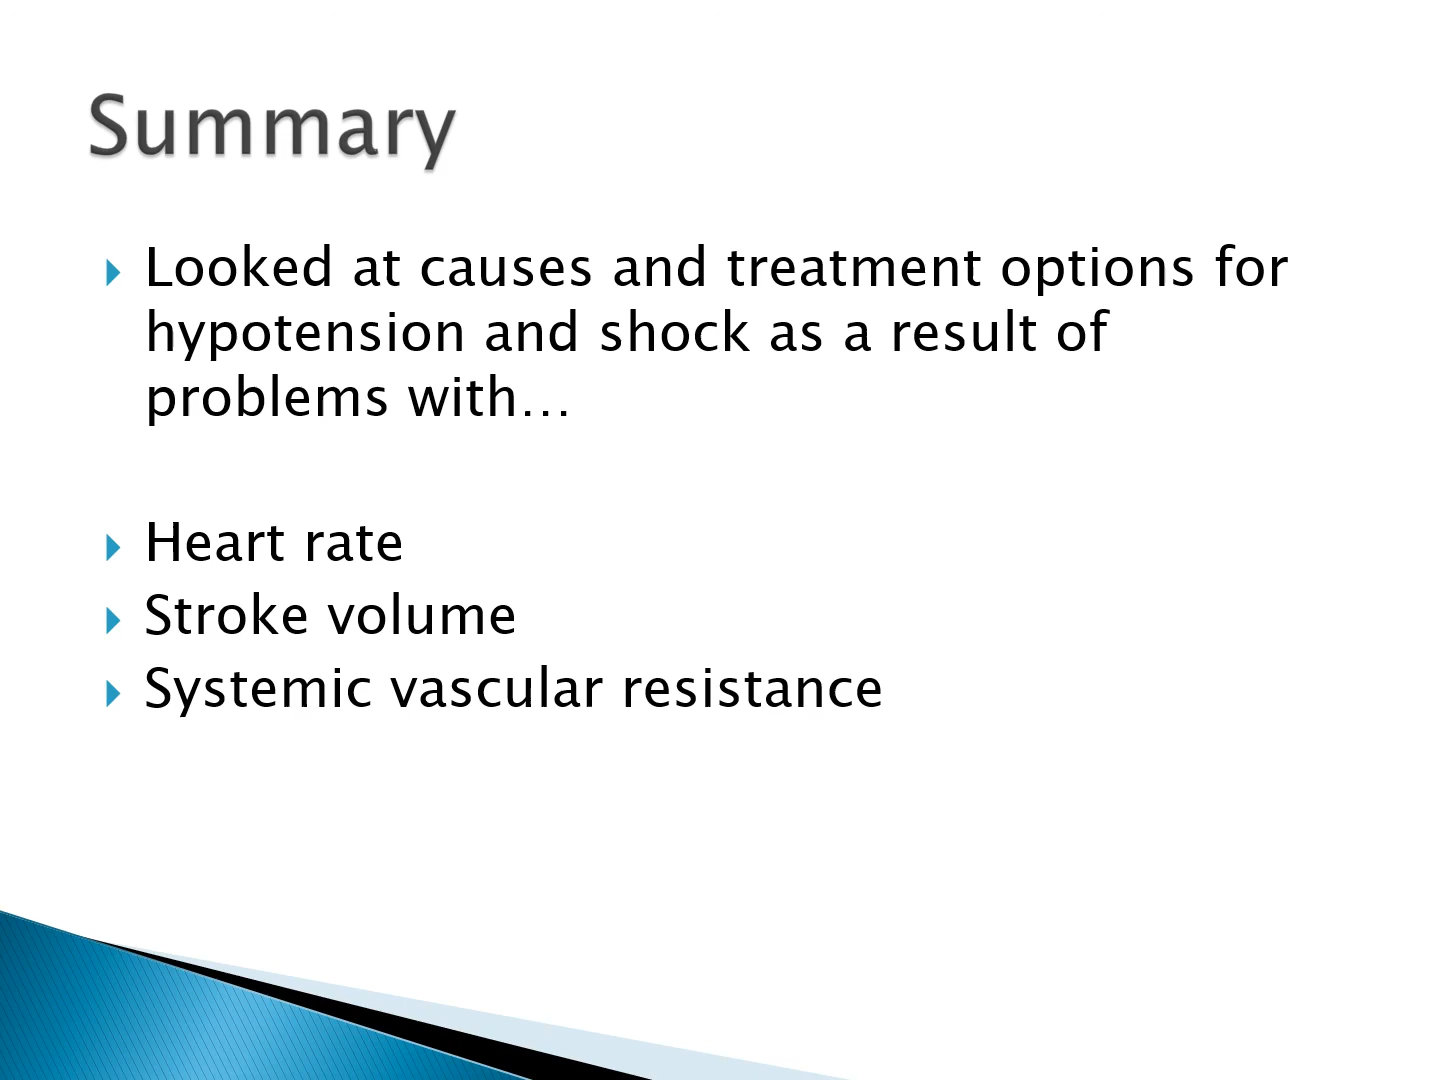 Summary
Looked at causes and treatment options for
hypotension and shock as a result of
problems with…
Heart rate
Stroke volume
Systemic vascular resistance